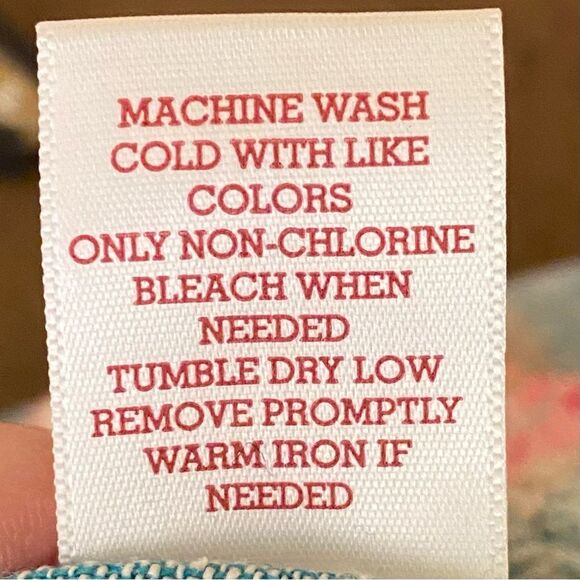 MACHINE WASH
COLD WITH LIKE
COLORS
ONLY NON-CHLORINE
BLEACH WHEN
NEEDED
TUMBLE DRY LOW
REMOVE PROMPTLY
WARM IRON IF
NEEDED